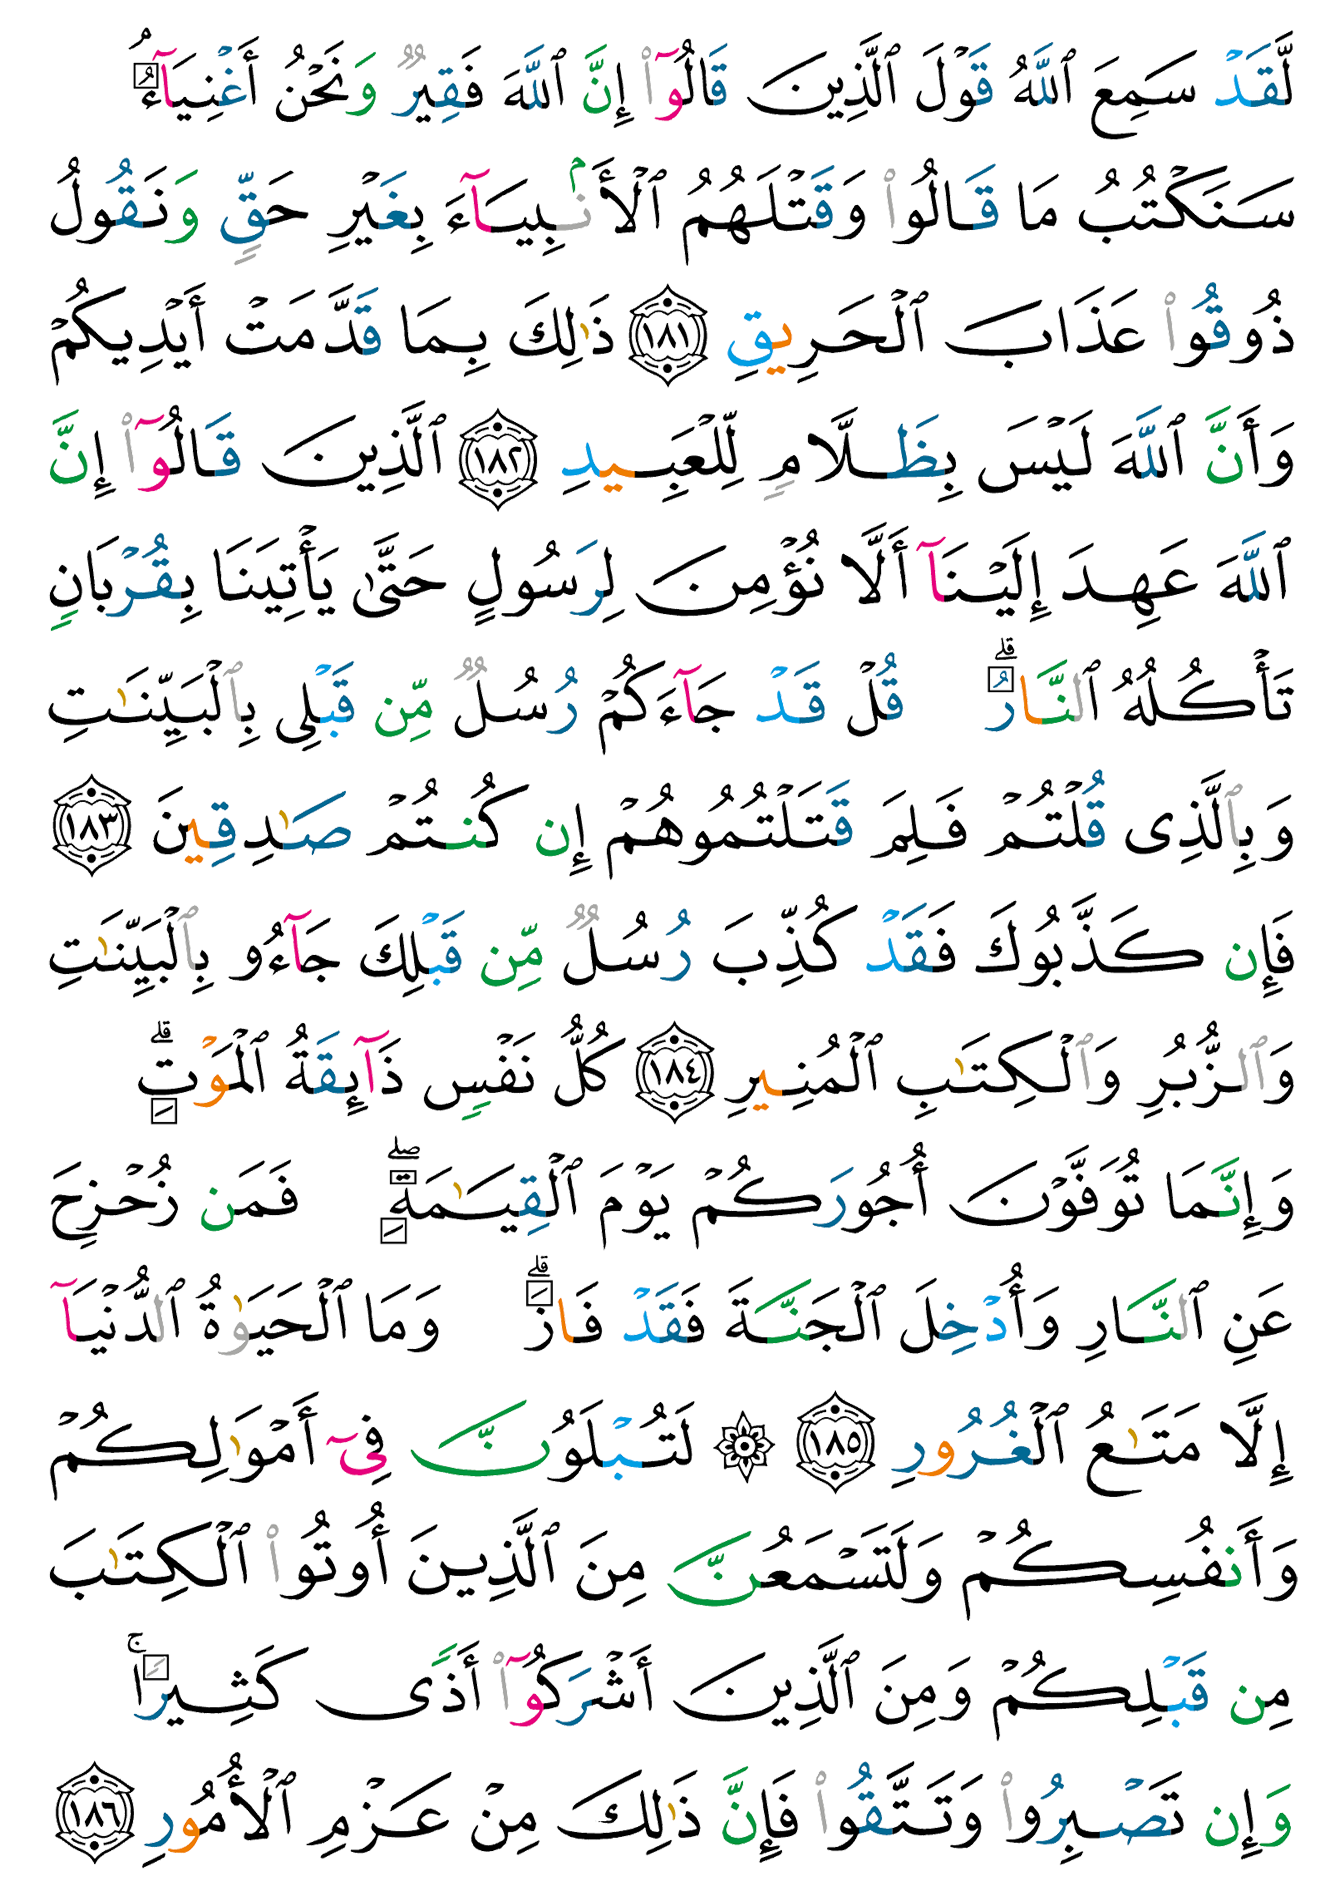 لَّقَدْ سَمِعَ ٱللَّهُ قَوْلَ ٱلَّذِينَ قَالُوٓا۟ إِنَّ ٱللَّهَ فَقِيرٌ وَنَحْنُ أَغْنِيَآءُ ۘ
سَنَكْتُبُ مَا قَالُوا۟ وَقَتْلَهُمُ ٱلْأَنۢبِيَآءَ بِغَيْرِ حَقٍّ وَنَقُولُ
ذُوقُوا۟ عَذَابَ ٱلْحَرِيقِ ١٨١ ذَٰلِكَ بِمَا قَدَّمَتْ أَيْدِيكُمْ
وَأَنَّ ٱللَّهَ لَيْسَ بِظَلَّامٍ لِّلْعَبِيدِ ١٨٢ ٱلَّذِينَ قَالُوٓا۟ إِنَّ
ٱللَّهَ عَهِدَ إِلَيْنَآ أَلَّا نُؤْمِنَ لِرَسُولٍ حَتَّىٰ يَأْتِيَنَا بِقُرْبَانٍ
تَأْكُلُهُ ٱلنَّارُ ۗ قُلْ قَدْ جَآءَكُمْ رُسُلٌ مِّن قَبْلِى بِٱلْبَيِّنَـٰتِ
وَبِٱلَّذِى قُلْتُمْ فَلِمَ قَتَلْتُمُوهُمْ إِن كُنتُمْ صَـٰدِقِينَ ١٨٣
فَإِن كَذَّبُوكَ فَقَدْ كُذِّبَ رُسُلٌ مِّن قَبْلِكَ جَآءُو بِٱلْبَيِّنَـٰتِ
وَٱلزُّبُرِ وَٱلْكِتَـٰبِ ٱلْمُنِيرِ ١٨٤ كُلُّ نَفْسٍ ذَآئِقَةُ ٱلْمَوْتِ ۗ
وَإِنَّمَا تُوَفَّوْنَ أُجُورَكُمْ يَوْمَ ٱلْقِيَـٰمَةِ ۖ فَمَن زُحْزِحَ
عَنِ ٱلنَّارِ وَأُدْخِلَ ٱلْجَنَّةَ فَقَدْ فَازَ ۗ وَمَا ٱلْحَيَوٰةُ ٱلدُّنْيَآ
إِلَّا مَتَـٰعُ ٱلْغُرُورِ ١٨٥ ۞ لَتُبْلَوُنَّ فِىٓ أَمْوَٰلِكُمْ
وَأَنفُسِكُمْ وَلَتَسْمَعُنَّ مِنَ ٱلَّذِينَ أُوتُوا۟ ٱلْكِتَـٰبَ
مِن قَبْلِكُمْ وَمِنَ ٱلَّذِينَ أَشْرَكُوٓا۟ أَذًى كَثِيرًا ۚ
وَإِن تَصْبِرُوا۟ وَتَتَّقُوا۟ فَإِنَّ ذَٰلِكَ مِنْ عَزْمِ ٱلْأُمُورِ ١٨٦